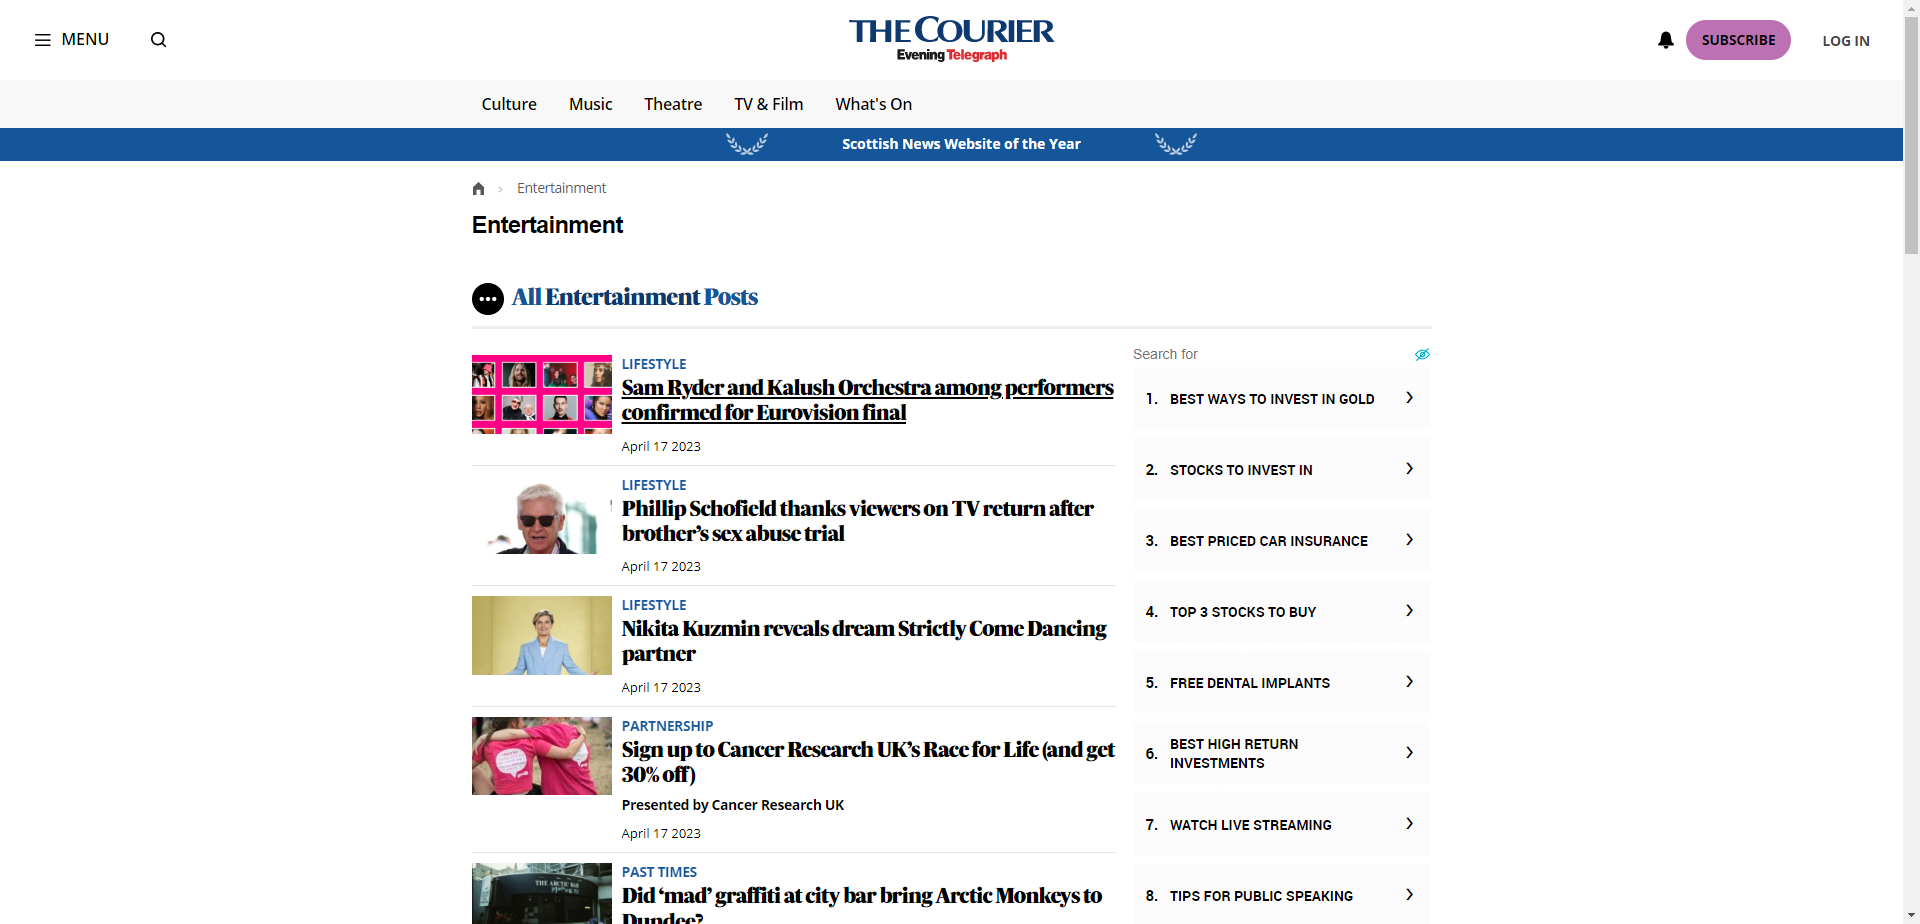 MENU
THE COURIER
Evening Telegraph
SUBSCRIBE
LOG IN
Culture
Music
Theatre
TV & Film
What's On
Scottish News Website of the Year
Entertainment
Entertainment
All Entertainment Posts
LIFESTYLE
Sam Ryder and Kalush Orchestra among performers
confirmed for Eurovision final
April 17 2023
LIFESTYLE
Phillip Schofield thanks viewers on TV return after
brother’s sex abuse trial
April 17 2023
LIFESTYLE
Nikita Kuzmin reveals dream Strictly Come Dancing
partner
April 17 2023
PARTNERSHIP
Sign up to Cancer Research UK’s Race for Life (and get
30% off)
Presented by Cancer Research UK
April 17 2023
THE ARCTIC BAR
PAST TIMES
Did ‘mad’ graffiti at city bar bring Arctic Monkeys to
Dundee?
Search for
1. BEST WAYS TO INVEST IN GOLD
2. STOCKS TO INVEST IN
3. BEST PRICED CAR INSURANCE
4. TOP 3 STOCKS TO BUY
5. FREE DENTAL IMPLANTS
6. BEST HIGH RETURN
INVESTMENTS
7. WATCH LIVE STREAMING
8. TIPS FOR PUBLIC SPEAKING